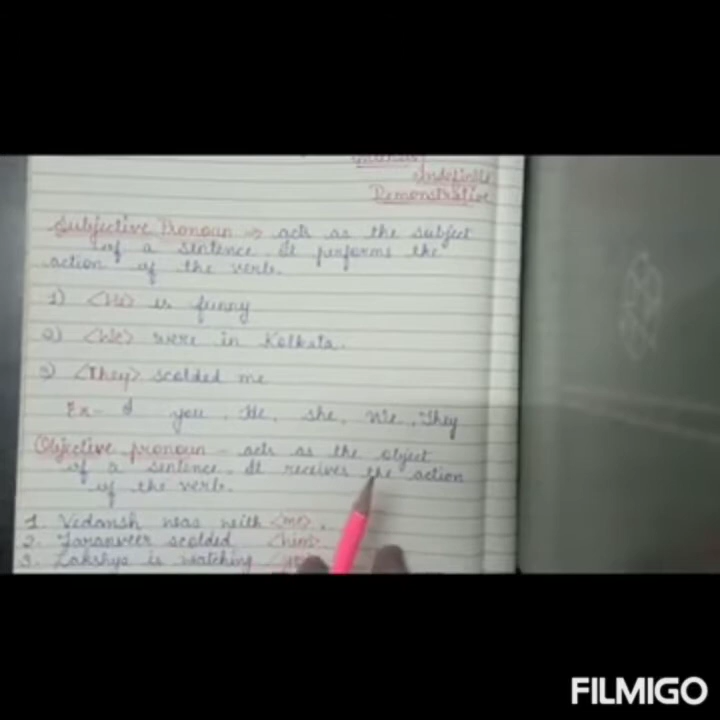 Indefinite
Demonstrative
Subjective Pronoun → acts as the subject
of a sentence. It performs the
action of the verb.
1) <He> is funny
2) <We> were in Kolkata.
3) <They> scolded me
Ex- I you, He, she, We, They
Objective pronoun - acts as the object
of a sentence. It receives the action
of the verb.
1. Vedansh was with <me>.
2. Taranveer scolded <him>
3. Lakshya is watching
FILMIGO